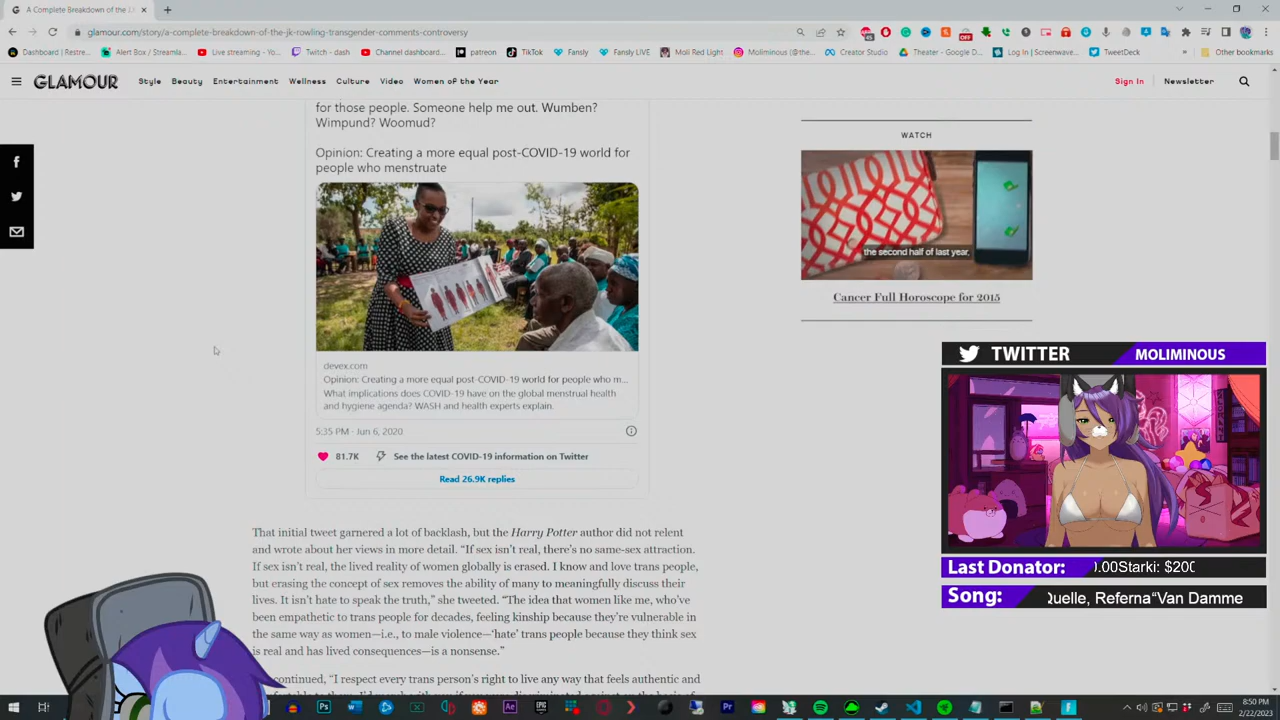 A Complete Breakdown of the J.
glamour.com/story/a-complete-breakdown-of-the-jk-rowling-transgender-comments-controversy
Dashboard | Restre...
Alert Box / Streamla...
Live streaming - Yo...
Twitch - dash
Channel dashboard...
patreon
TikTok
Fansly
Fansly LIVE
Moli Red Light
Moliminous (@the...
Creator Studio
Theater - Google D...
Log In | Screenwave...
TweetDeck
Other bookmarks
GLAMOUR
Style
Beauty
Entertainment
Wellness
Culture
Video
Women of the Year
Sign In
Newsletter
for those people. Someone help me out. Wumben?
Wimpund? Woomud?
Opinion: Creating a more equal post-COVID-19 world for
people who menstruate
devex.com
Opinion: Creating a more equal post-COVID-19 world for people who m...
What implications does COVID-19 have on the global menstrual health
and hygiene agenda? WASH and health experts explain.
5:35 PM · Jun 6, 2020
81.7K
See the latest COVID-19 information on Twitter
Read 26.9K replies
That initial tweet garnered a lot of backlash, but the Harry Potter author did not relent
and wrote about her views in more detail. “If sex isn’t real, there’s no same-sex attraction.
If sex isn’t real, the lived reality of women globally is erased. I know and love trans people,
but erasing the concept of sex removes the ability of many to meaningfully discuss their
lives. It isn’t hate to speak the truth,” she tweeted. “The idea that women like me, who’ve
been empathetic to trans people for decades, feeling kinship because they’re vulnerable in
the same way as women—i.e., to male violence—‘hate’ trans people because they think sex
is real and has lived consequences—is a nonsense.”
continued, “I respect every trans person’s right to live any way that feels authentic and
WATCH
the second half of last year,
Cancer Full Horoscope for 2015
TWITTER
MOLIMINOUS
Last Donator:
0.00Starki: $200
Song:
Quelle, Referna“Van Damme
8:50 PM
2/22/2023